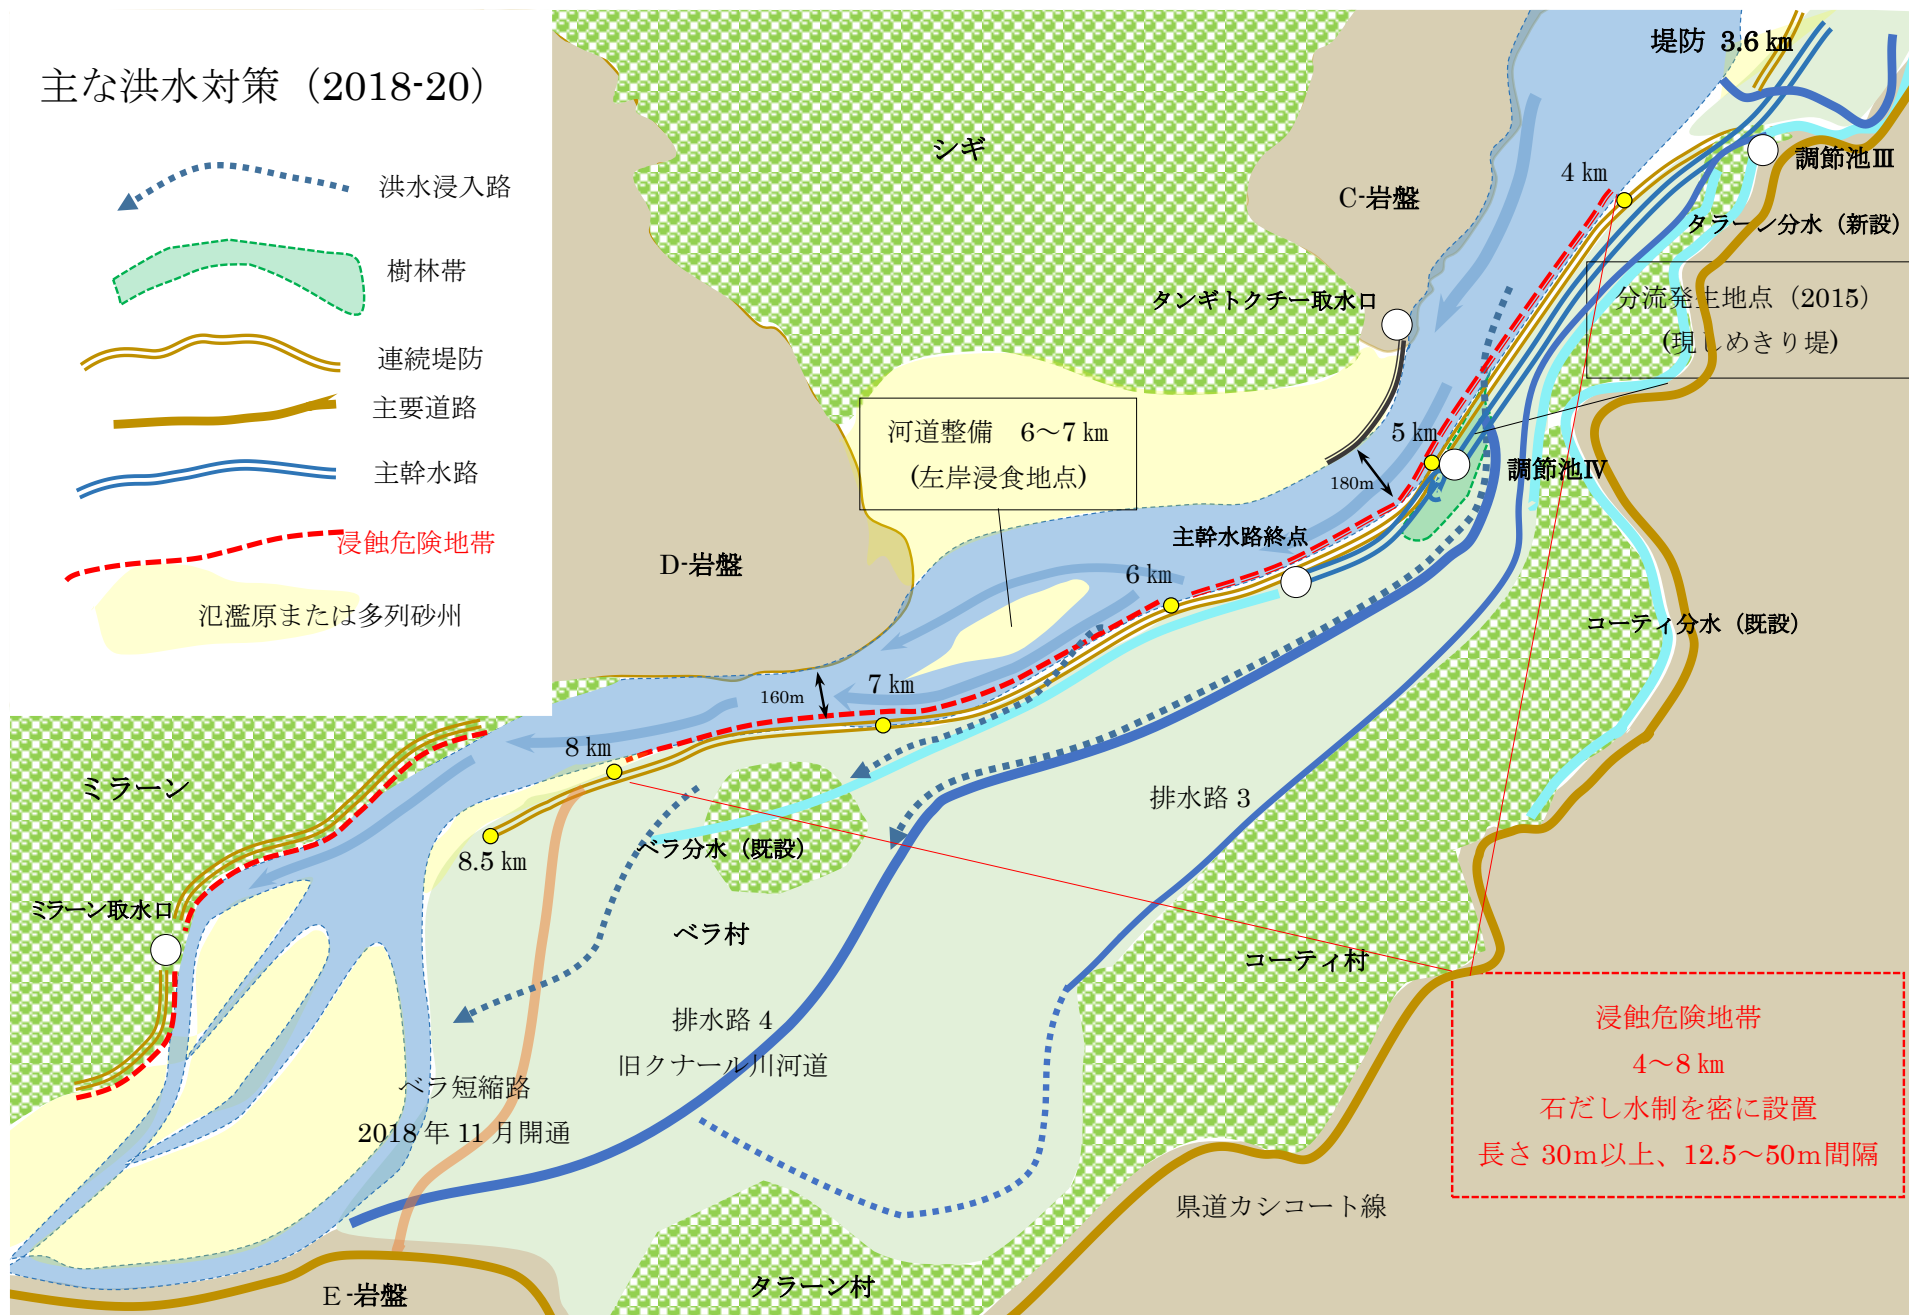 主な洪水対策（2018-20）
洪水浸入路
樹林帯
連続堤防
主要道路
主幹水路
浸蝕危険地帯
氾濫原または多列砂州
堤防 3.6 ㎞
シギ
調節池Ⅲ
4 ㎞
C-岩盤
タラーン分水（新設）
タンギトクチー取水口
分流発生地点（2015）
(現しめきり堤)
河道整備　6～7 ㎞
(左岸浸食地点)
5 ㎞
180m
調節池Ⅳ
主幹水路終点
D-岩盤
6 ㎞
コーティ分水（既設）
7 ㎞
160m
8 ㎞
ミラーン
排水路 3
ベラ分水（既設）
8.5 ㎞
ミラーン取水口
ベラ村
コーティ村
排水路 4
旧クナール川河道
浸蝕危険地帯
4～8 ㎞
石だし水制を密に設置
長さ 30ｍ以上、12.5～50ｍ間隔
ベラ短縮路
2018 年 11 月開通
県道カシコート線
タラーン村
E-岩盤